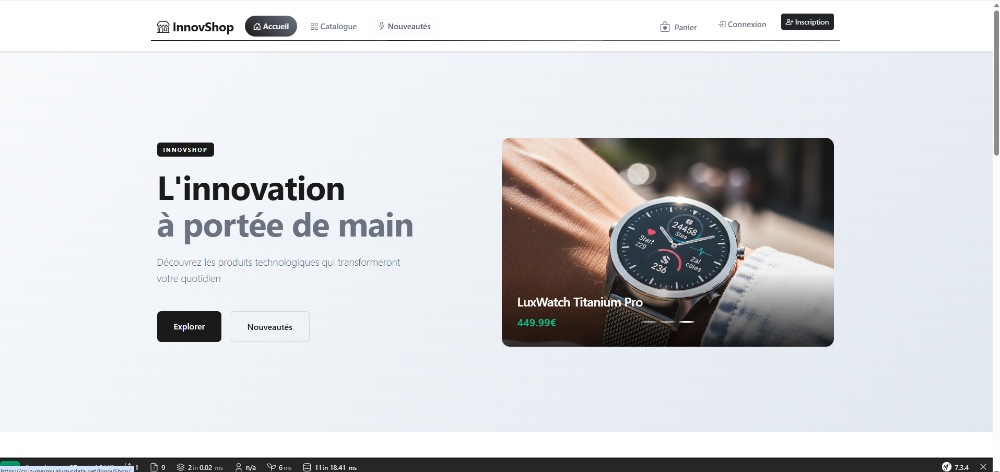 InnovShop
Accueil
Catalogue
Nouveautés
Panier
Connexion
Inscription
INNOVSHOP
L'innovation
à portée de main
Découvrez les produits technologiques qui transformeront
votre quotidien
Explorer
Nouveautés
24458
Steo
Start
229
236
2al
cales
LuxWatch Titanium Pro
449.99€
1
9
2 in 0.02 ms
n/a
6 ms
11 in 18.41 ms
sf
7.3.4
https://cruz-mermy.alwaysdata.net/InnovShop/